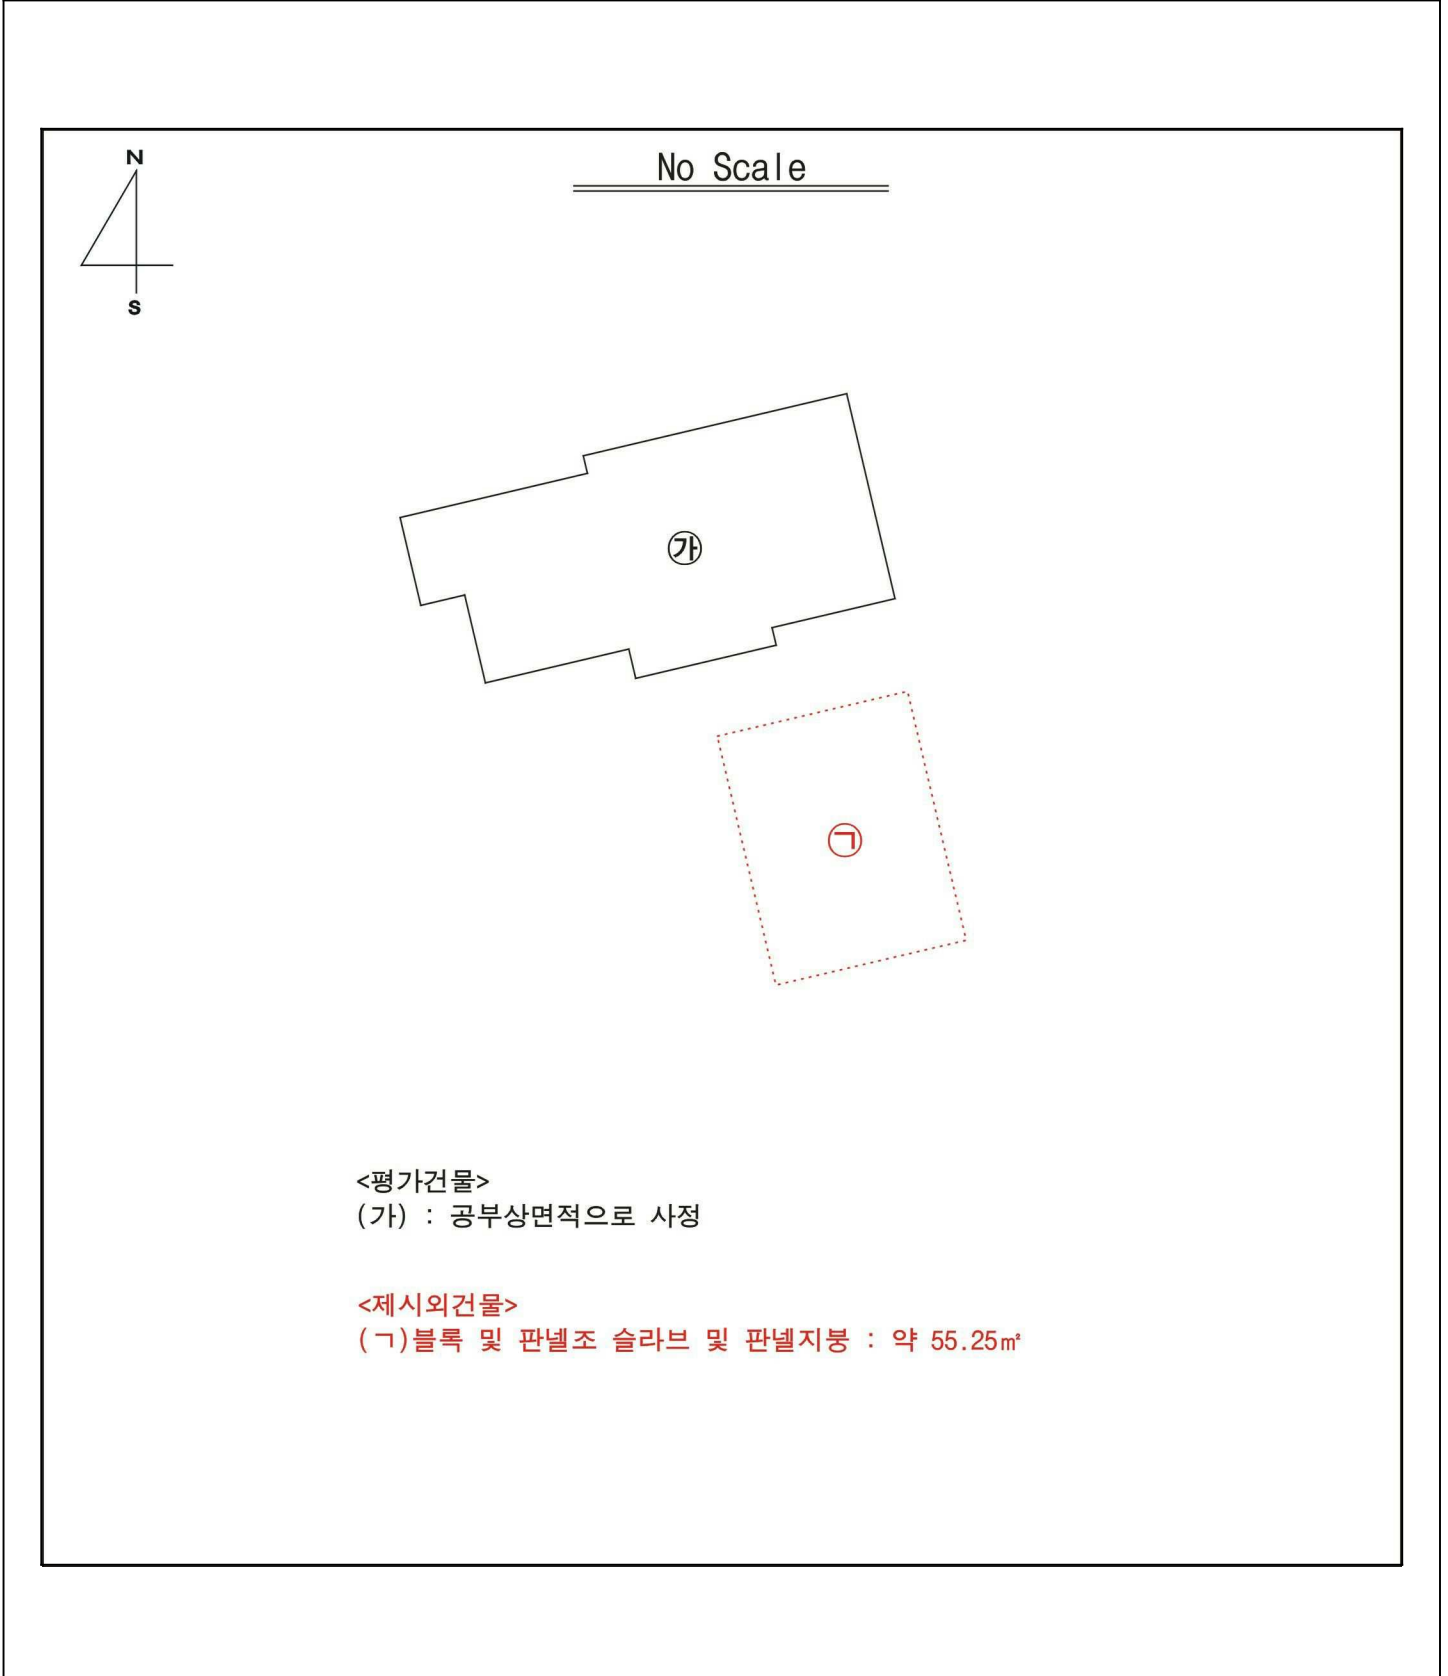 No Scale
N
S
㉮
㉠
<평가건물>
(가) : 공부상면적으로 사정
<제시외건물>
(ㄱ)블록 및 판넬조 슬라브 및 판넬지붕 : 약 55.25㎡